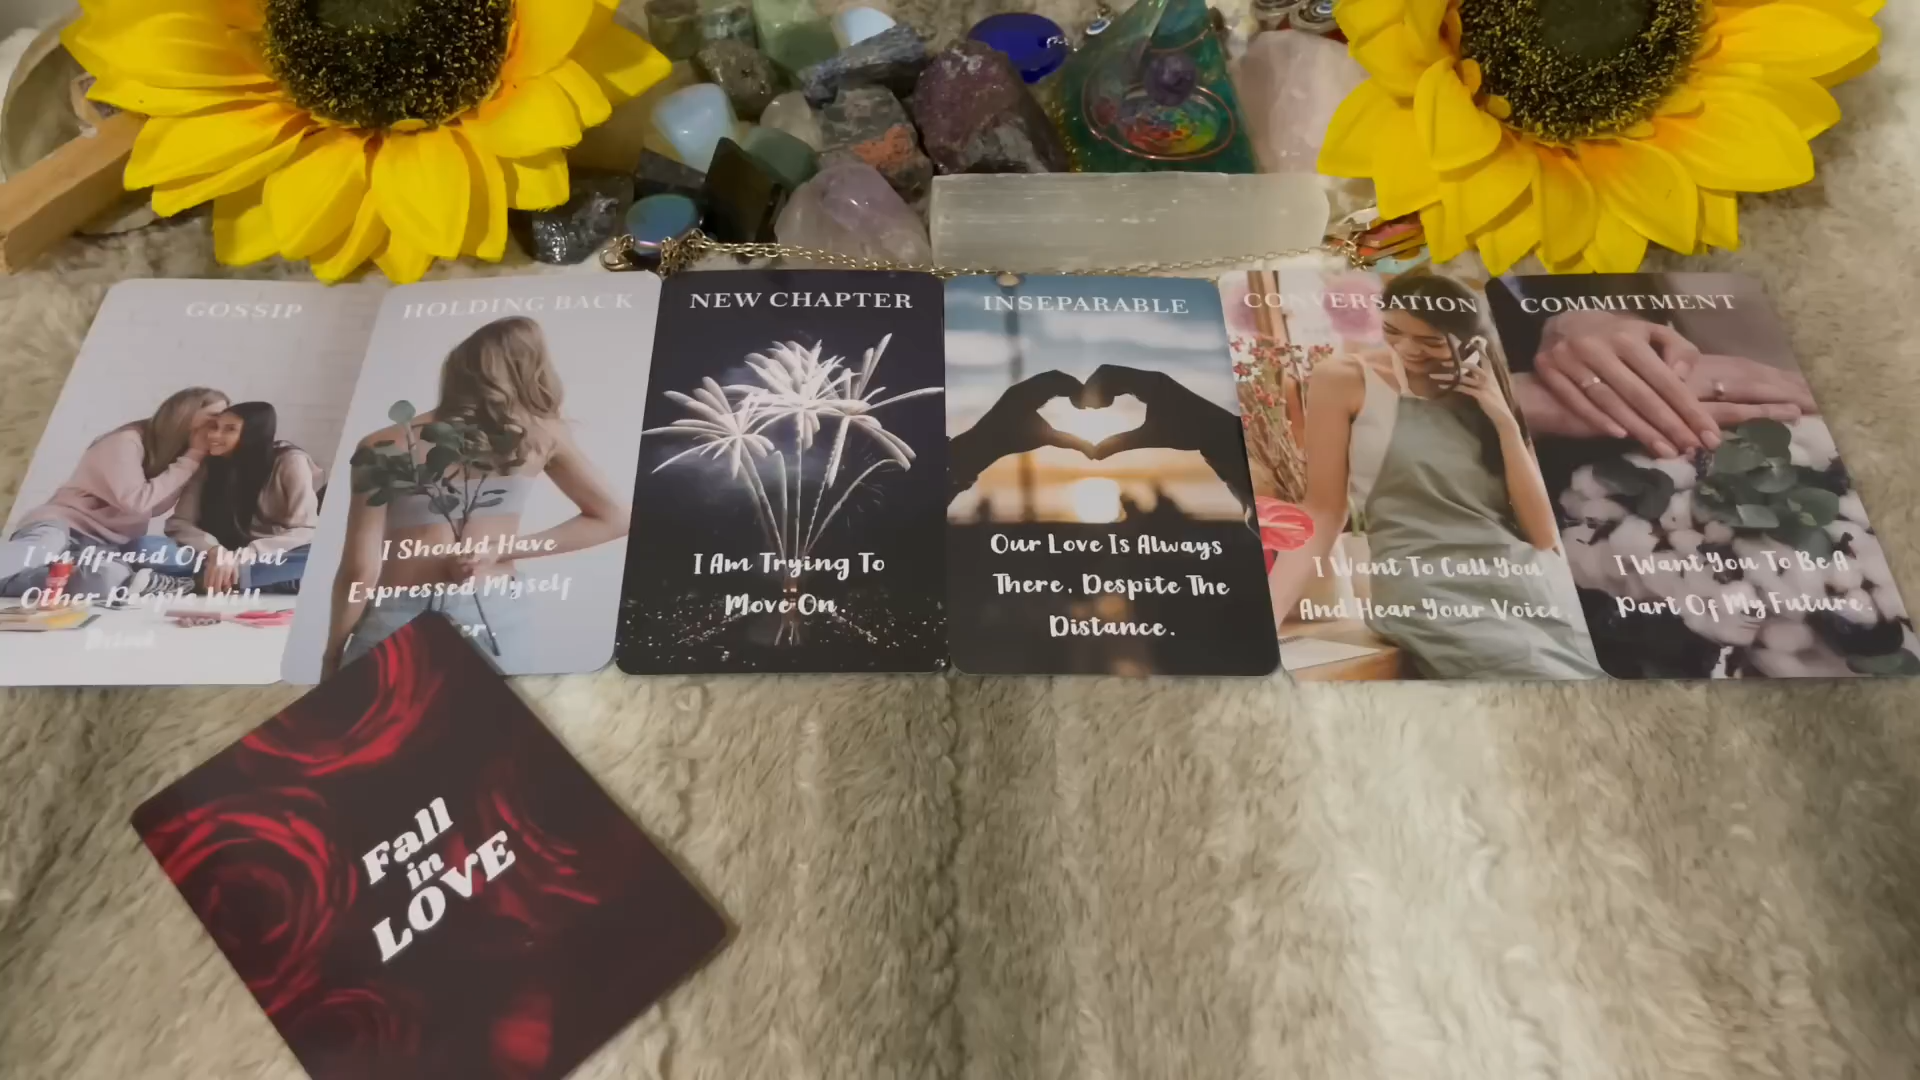 GOSSIP
I'm Afraid Of What
Other People Will
HOLDING BACK
I Should Have
Expressed Myself
NEW CHAPTER
I Am Trying To
Move On.
INSEPARABLE
Our Love Is Always
There, Despite The
Distance.
CONVERSATION
I Want To Call You
And Hear Your Voice.
COMMITMENT
I Want You To Be A
Part Of My Future.
Fall
in
LOVE